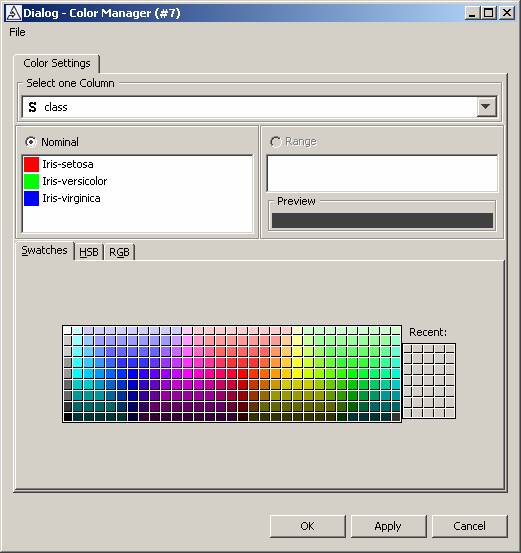 Dialog - Color Manager (#7)
File
Color Settings
Select one Column
S class
Nominal
Range
Iris-setosa
Iris-versicolor
Iris-virginica
Preview
Swatches HSB RGB
Recent:
OK Apply Cancel